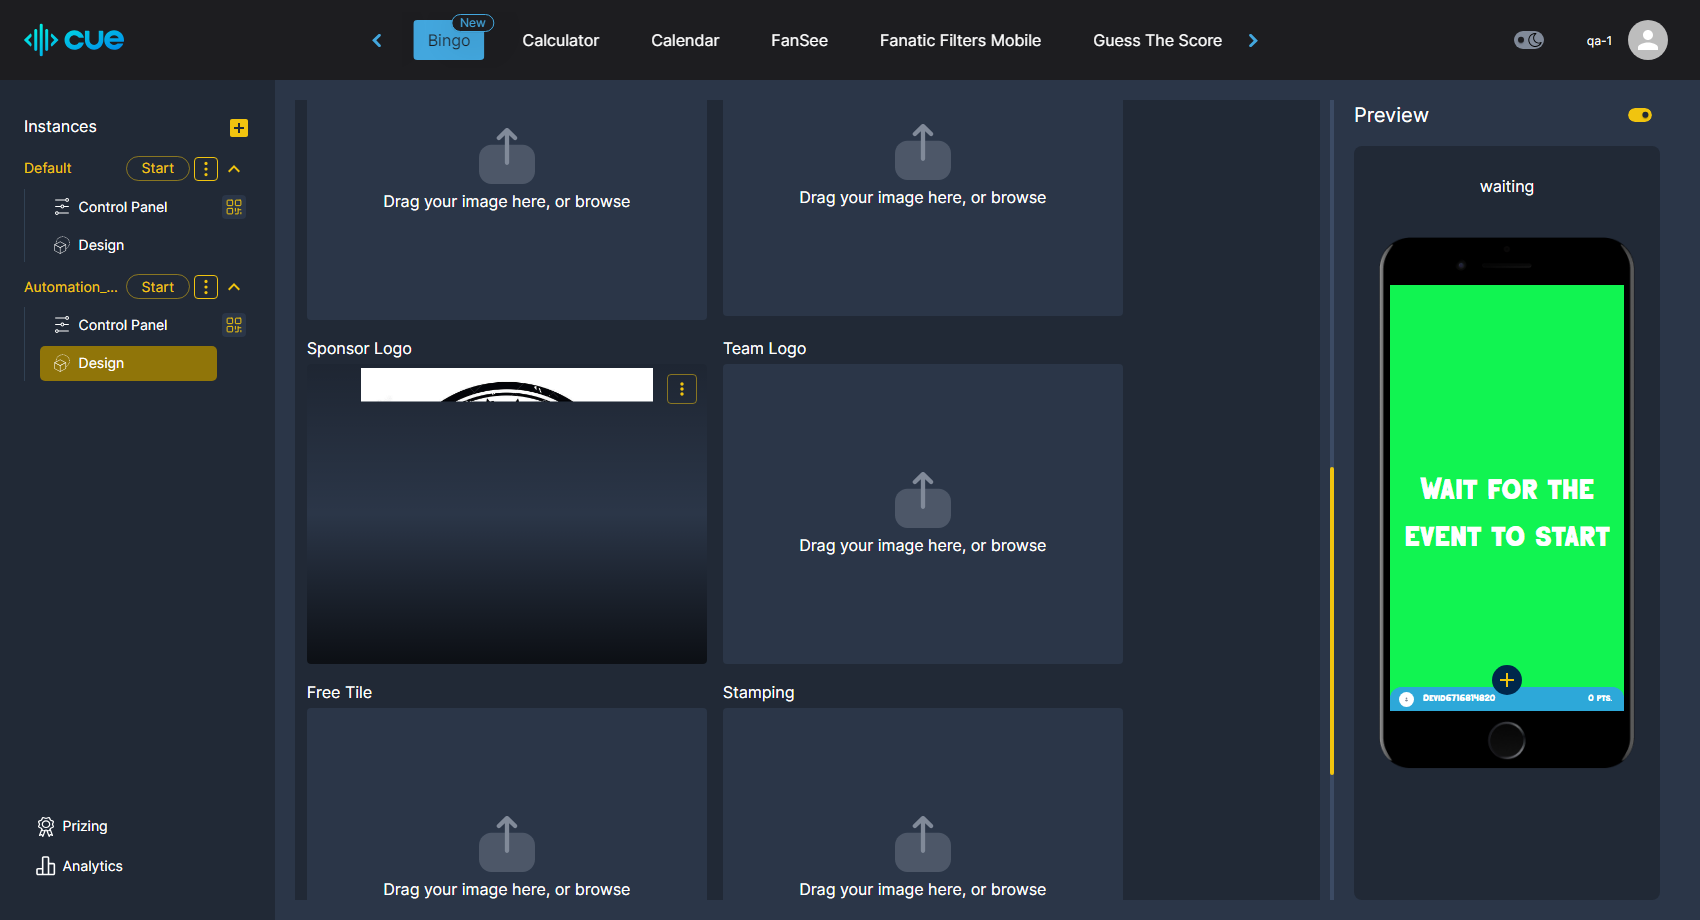 cue
New
Bingo
Calculator
Calendar
FanSee
Fanatic Filters Mobile
Guess The Score
qa-1
Instances
Default
Start
Control Panel
Design
Automation_...
Start
Control Panel
Design
Prizing
Analytics
Drag your image here, or browse
Drag your image here, or browse
Sponsor Logo
Team Logo
Drag your image here, or browse
Free Tile
Stamping
Drag your image here, or browse
Drag your image here, or browse
Preview
waiting
Wait for the
event to start
Devid6716814820
0 pts.